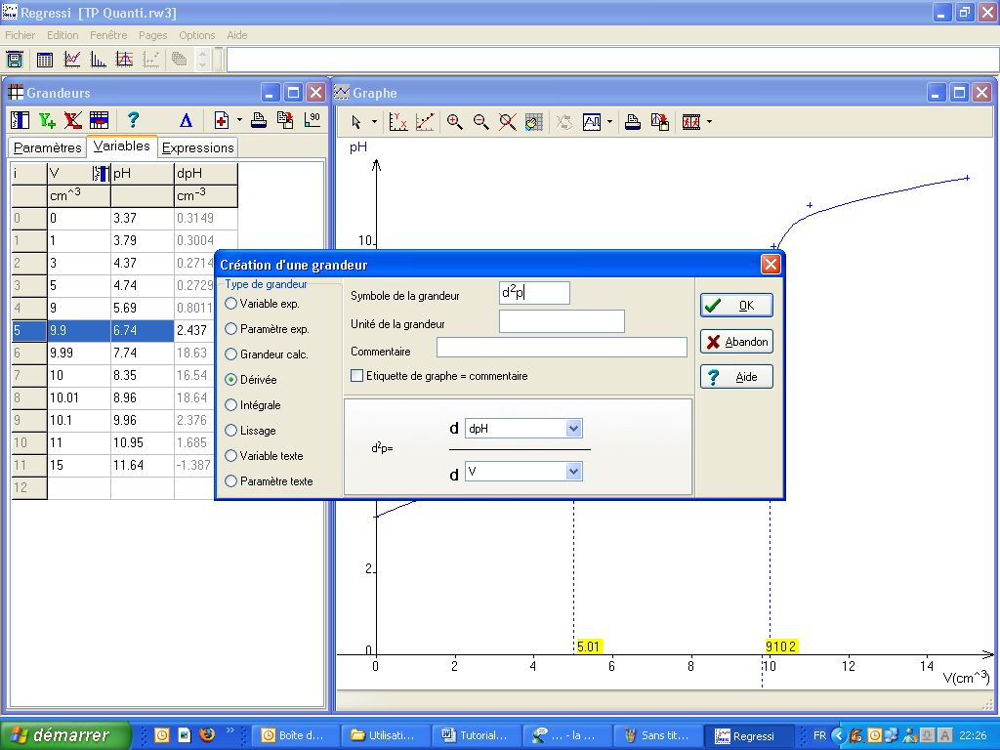 Regressi [TP Quanti.rw3]
Fichier Edition Fenêtre Pages Options Aide
Grandeurs
Graphe
Paramètres Variables Expressions
i V pH dpH
cm^3 cm⁻³
0 0 3.37 0.3149
1 1 3.79 0.3004
2 3 4.37 0.2714
3 5 4.74 0.2729
4 9 5.69 0.8011
5 9.9 6.74 2.437
6 9.99 7.74 18.63
7 10 8.35 16.54
8 10.01 8.96 18.64
9 10.1 9.96 2.376
10 11 10.95 1.685
11 15 11.64 -1.387
12
pH
10
2
0
0 2 4 6 8 10 12 14
V(cm^3)
5.01
Création d'une grandeur
Type de grandeur
Variable exp.
Paramètre exp.
Grandeur calc.
Dérivée
Intégrale
Lissage
Variable texte
Paramètre texte
Symbole de la grandeur d²p
Unité de la grandeur
Commentaire
Etiquette de graphe = commentaire
d²p=
d dpH
d V
OK
Abandon
Aide
démarrer
Boîte d...
Utilisati...
Tutorial...
... - la ...
Sans tit...
Regressi
FR
22:26